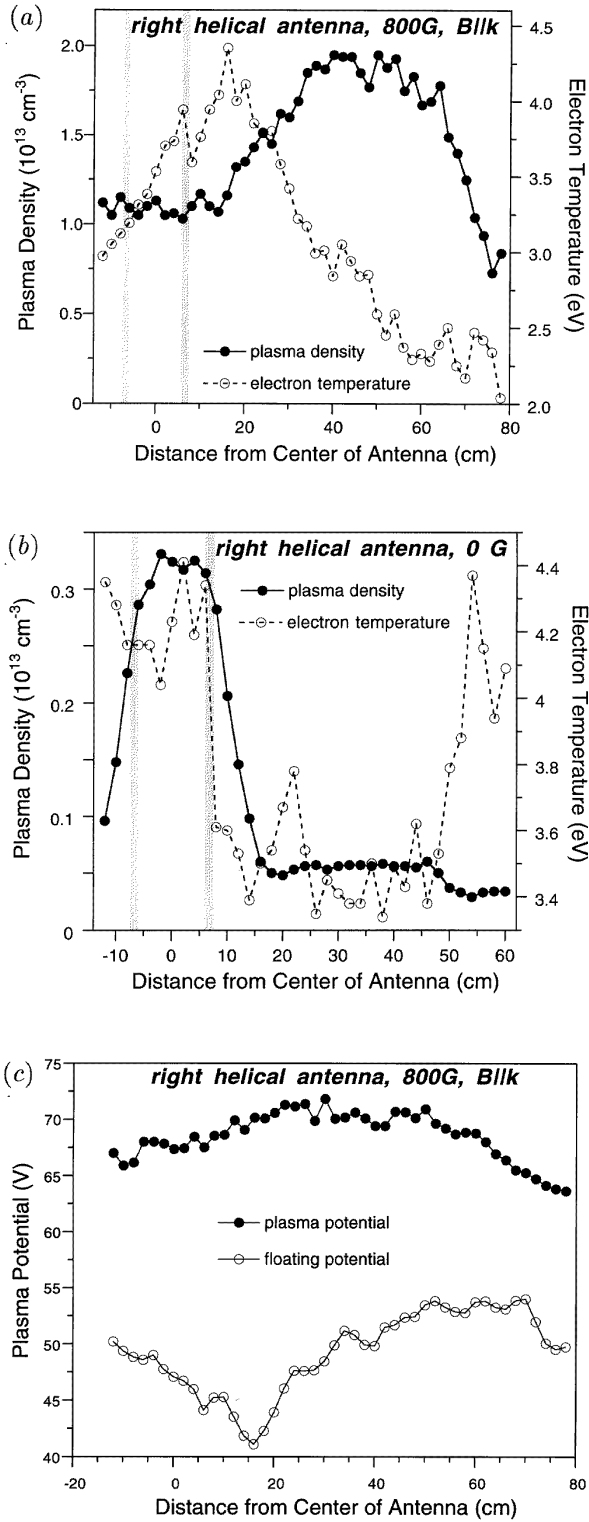 (a)
right helical antenna, 800G, B//k
Plasma Density (10¹³ cm⁻³)
2.0
1.5
1.0
0.5
0
4.5
4.0
3.5
3.0
2.5
2.0
Electron Temperature (eV)
plasma density
electron temperature
0 20 40 60 80
Distance from Center of Antenna (cm)
(b)
right helical antenna, 0 G
Plasma Density (10¹³ cm⁻³)
0.3
0.2
0.1
0
4.4
4.2
4
3.8
3.6
3.4
Electron Temperature (eV)
plasma density
electron temperature
-10 0 10 20 30 40 50 60
Distance from Center of Antenna (cm)
(c)
right helical antenna, 800G, B//k
Plasma Potential (V)
75
70
65
60
55
50
45
40
plasma potential
floating potential
-20 0 20 40 60 80
Distance from Center of Antenna (cm)